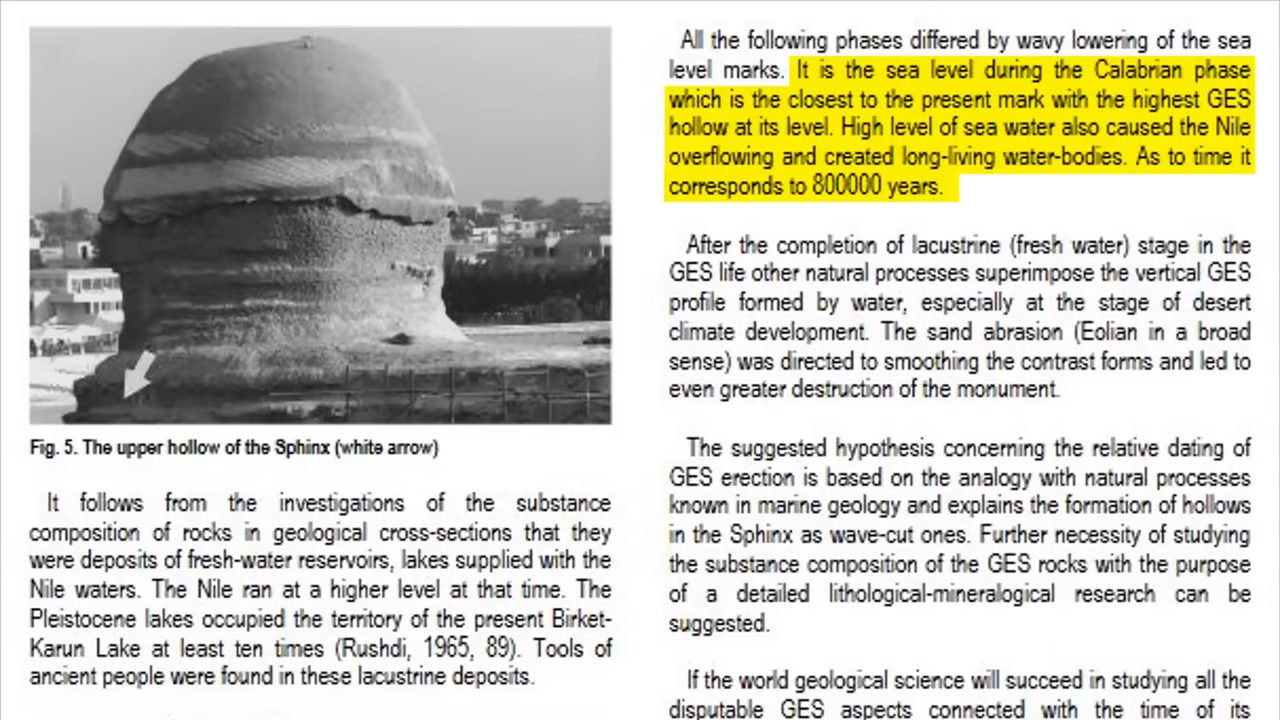 Fig. 5. The upper hollow of the Sphinx (white arrow)
It follows from the investigations of the substance
composition of rocks in geological cross-sections that they
were deposits of fresh-water reservoirs, lakes supplied with the
Nile waters. The Nile ran at a higher level at that time. The
Pleistocene lakes occupied the territory of the present Birket-
Karun Lake at least ten times (Rushdi, 1965, 89). Tools of
ancient people were found in these lacustrine deposits.
All the following phases differed by wavy lowering of the sea
level marks. It is the sea level during the Calabrian phase
which is the closest to the present mark with the highest GES
hollow at its level. High level of sea water also caused the Nile
overflowing and created long-living water-bodies. As to time it
corresponds to 800000 years.
After the completion of lacustrine (fresh water) stage in the
GES life other natural processes superimpose the vertical GES
profile formed by water, especially at the stage of desert
climate development. The sand abrasion (Eolian in a broad
sense) was directed to smoothing the contrast forms and led to
even greater destruction of the monument.
The suggested hypothesis concerning the relative dating of
GES erection is based on the analogy with natural processes
known in marine geology and explains the formation of hollows
in the Sphinx as wave-cut ones. Further necessity of studying
the substance composition of the GES rocks with the purpose
of a detailed lithological-mineralogical research can be
suggested.
If the world geological science will succeed in studying all the
disputable GES aspects connected with the time of its